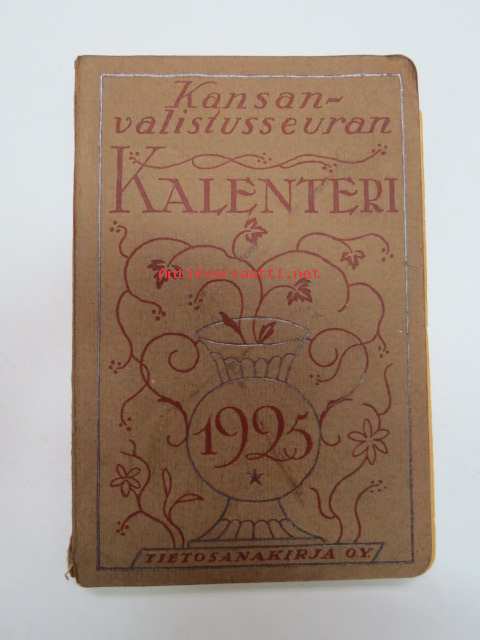 Kansan-
valistusseuran
KALENTERI
Antikvariaatti.net
1925
TIETOSANAKIRJA O.Y.